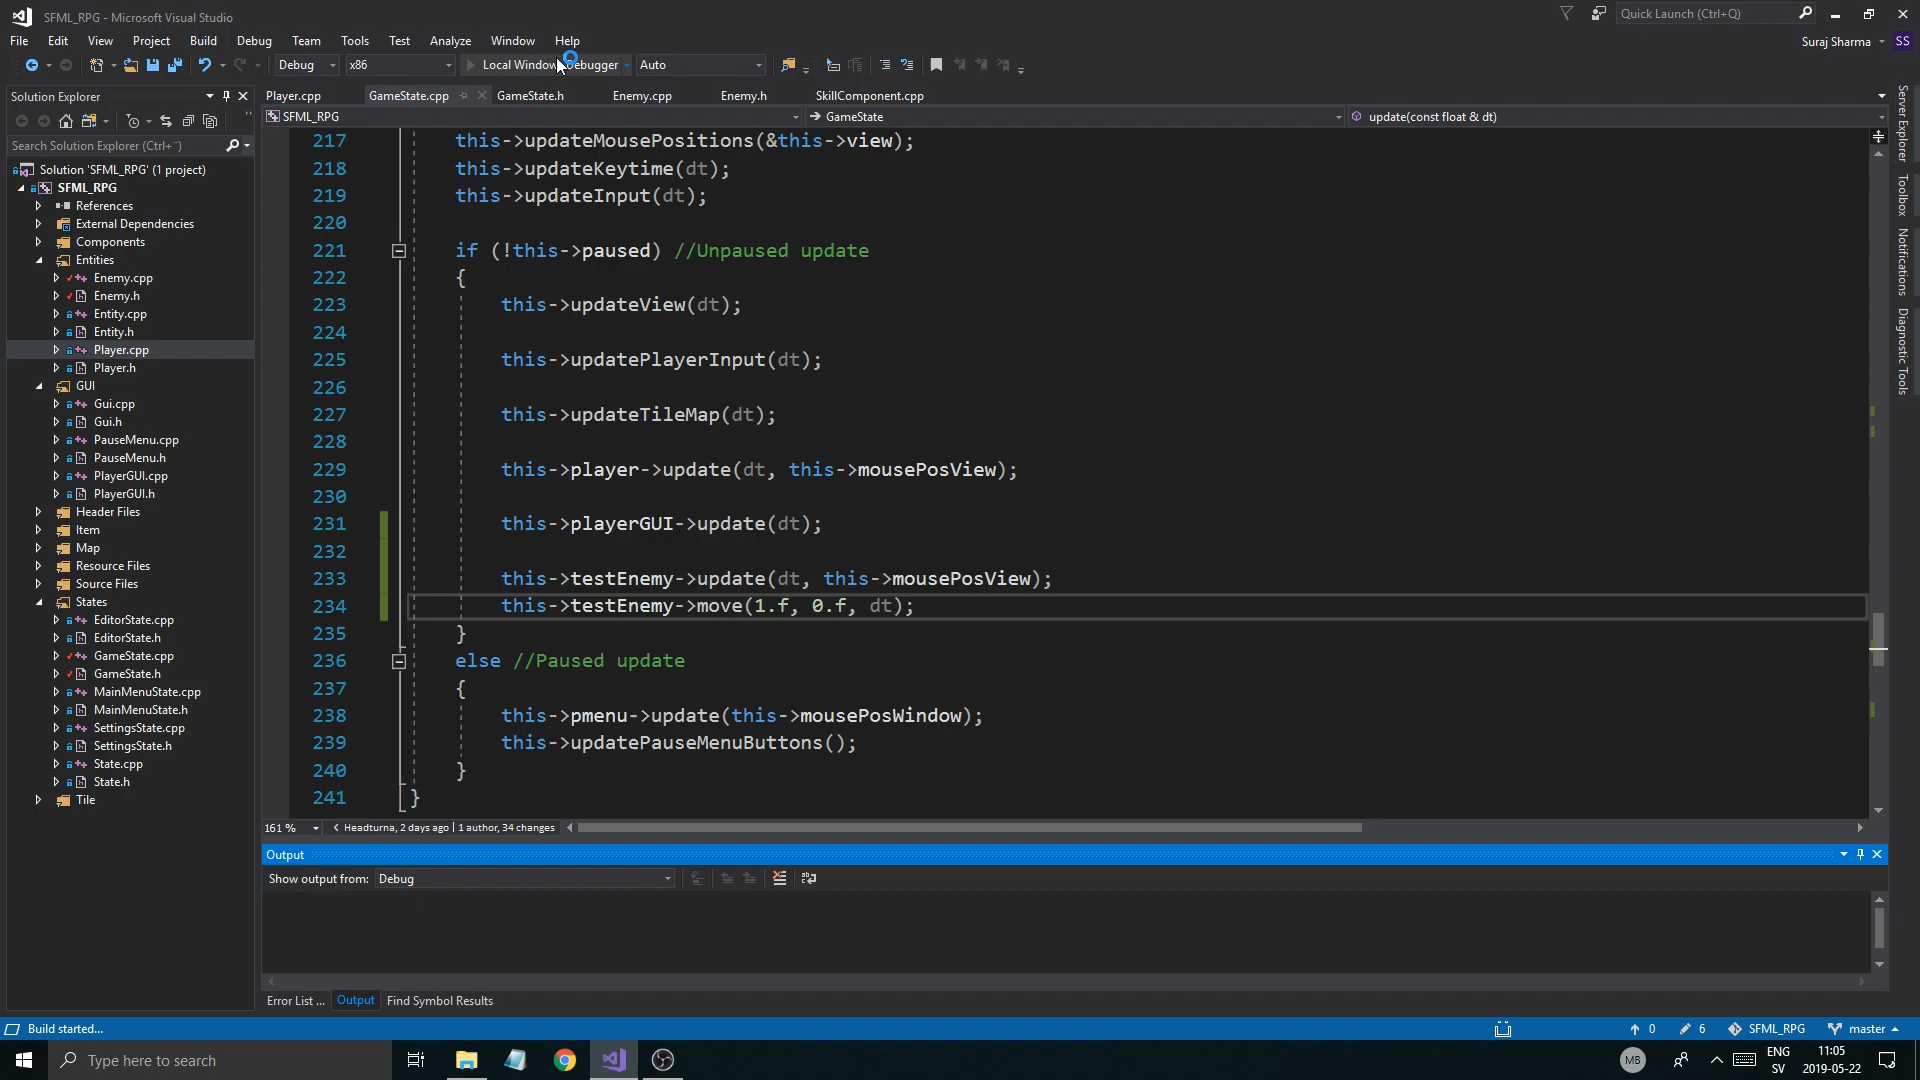 SFML_RPG - Microsoft Visual Studio
Quick Launch (Ctrl+Q)
File Edit View Project Build Debug Team Tools Test Analyze Window Help
Suraj Sharma SS
Debug x86 Local Window Debugger Auto
Solution Explorer
Player.cpp GameState.cpp GameState.h Enemy.cpp Enemy.h SkillComponent.cpp
SFML_RPG GameState update(const float & dt)
Search Solution Explorer (Ctrl+¨)
Solution 'SFML_RPG' (1 project)
SFML_RPG
References
External Dependencies
Components
Entities
Enemy.cpp
Enemy.h
Entity.cpp
Entity.h
Player.cpp
Player.h
GUI
Gui.cpp
Gui.h
PauseMenu.cpp
PauseMenu.h
PlayerGUI.cpp
PlayerGUI.h
Header Files
Item
Map
Resource Files
Source Files
States
EditorState.cpp
EditorState.h
GameState.cpp
GameState.h
MainMenuState.cpp
MainMenuState.h
SettingsState.cpp
SettingsState.h
State.cpp
State.h
Tile
217 this->updateMousePositions(&this->view);
218 this->updateKeytime(dt);
219 this->updateInput(dt);
220
221 if (!this->paused) //Unpaused update
222 {
223 this->updateView(dt);
224
225 this->updatePlayerInput(dt);
226
227 this->updateTileMap(dt);
228
229 this->player->update(dt, this->mousePosView);
230
231 this->playerGUI->update(dt);
232
233 this->testEnemy->update(dt, this->mousePosView);
234 this->testEnemy->move(1.f, 0.f, dt);
235 }
236 else //Paused update
237 {
238 this->pmenu->update(this->mousePosWindow);
239 this->updatePauseMenuButtons();
240 }
241 }
161 % Headturna, 2 days ago | 1 author, 34 changes
Output
Show output from: Debug
Error List ... Output Find Symbol Results
Server Explorer
Toolbox
Notifications
Diagnostic Tools
Build started...
0 6 SFML_RPG master
Type here to search
MB
ENG
SV
11:05
2019-05-22